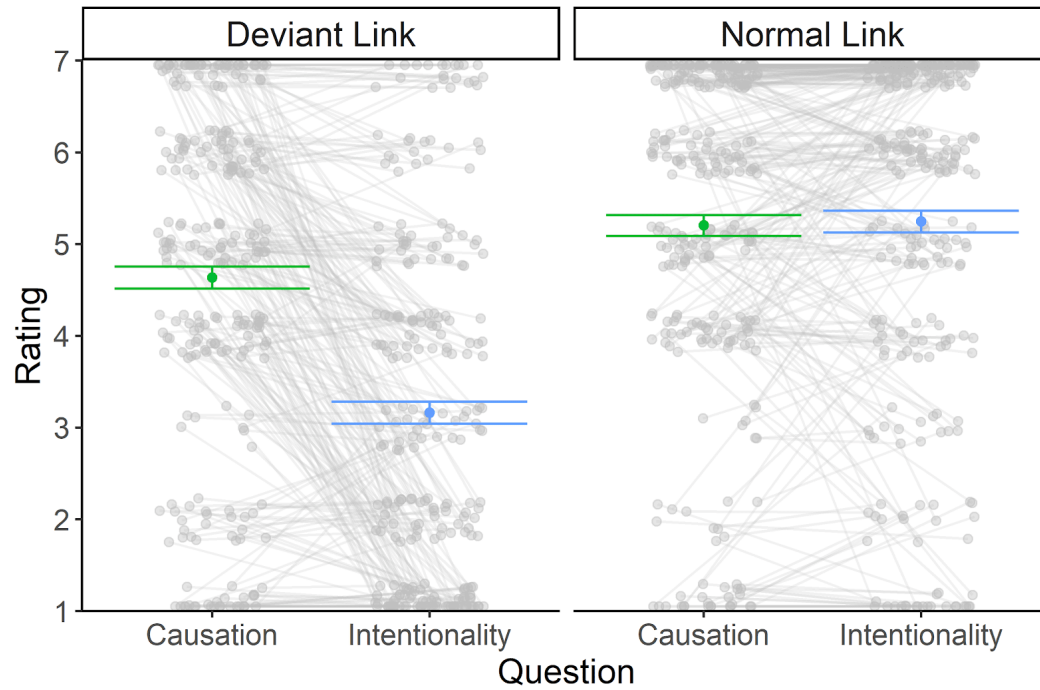 Deviant Link
Normal Link
Rating
7
6
5
4
3
2
1
Causation
Intentionality
Causation
Intentionality
Question